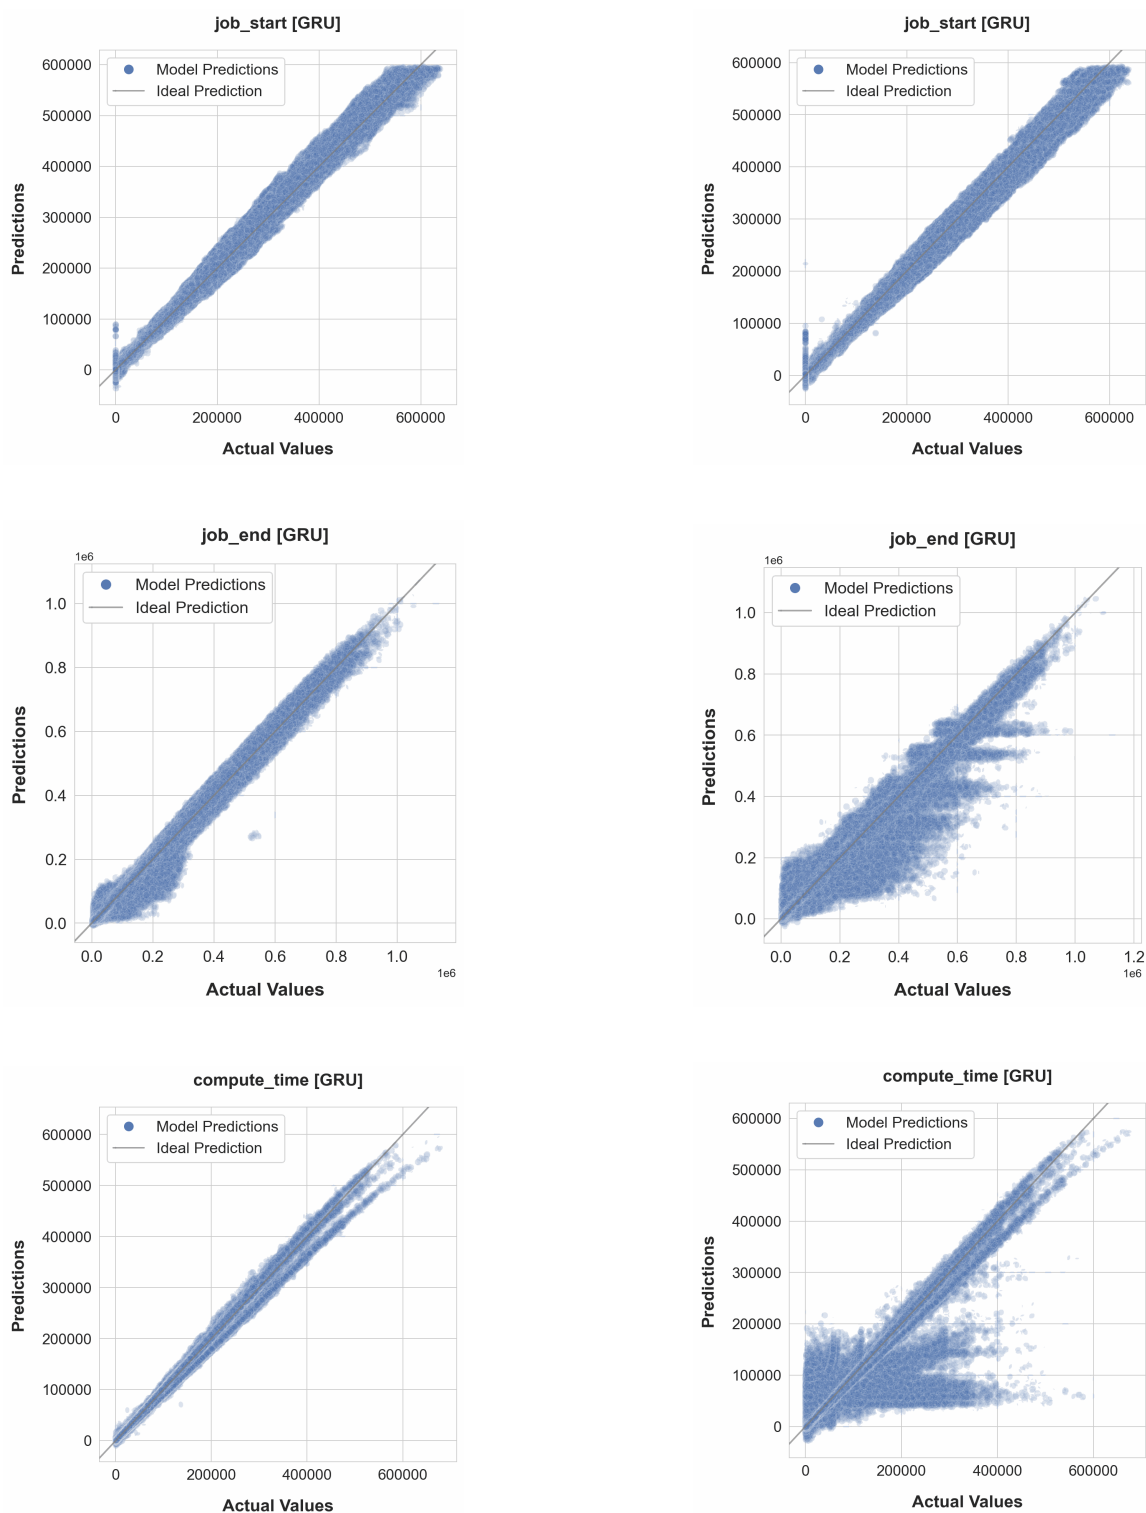 job_start [GRU]
Model Predictions
Ideal Prediction
600000
500000
400000
300000
200000
100000
0
Predictions
0 200000 400000 600000
Actual Values
job_start [GRU]
Model Predictions
Ideal Prediction
600000
500000
400000
300000
200000
100000
0
Predictions
0 200000 400000 600000
Actual Values
job_end [GRU]
1e6
Model Predictions
Ideal Prediction
1.0
0.8
0.6
0.4
0.2
0.0
Predictions
0.0 0.2 0.4 0.6 0.8 1.0
1e6
Actual Values
job_end [GRU]
1e6
Model Predictions
Ideal Prediction
1.0
0.8
0.6
0.4
0.2
0.0
Predictions
0.0 0.2 0.4 0.6 0.8 1.0 1.2
1e6
Actual Values
compute_time [GRU]
Model Predictions
Ideal Prediction
600000
500000
400000
300000
200000
100000
0
Predictions
0 200000 400000 600000
Actual Values
compute_time [GRU]
Model Predictions
Ideal Prediction
600000
500000
400000
300000
200000
100000
0
Predictions
0 200000 400000 600000
Actual Values